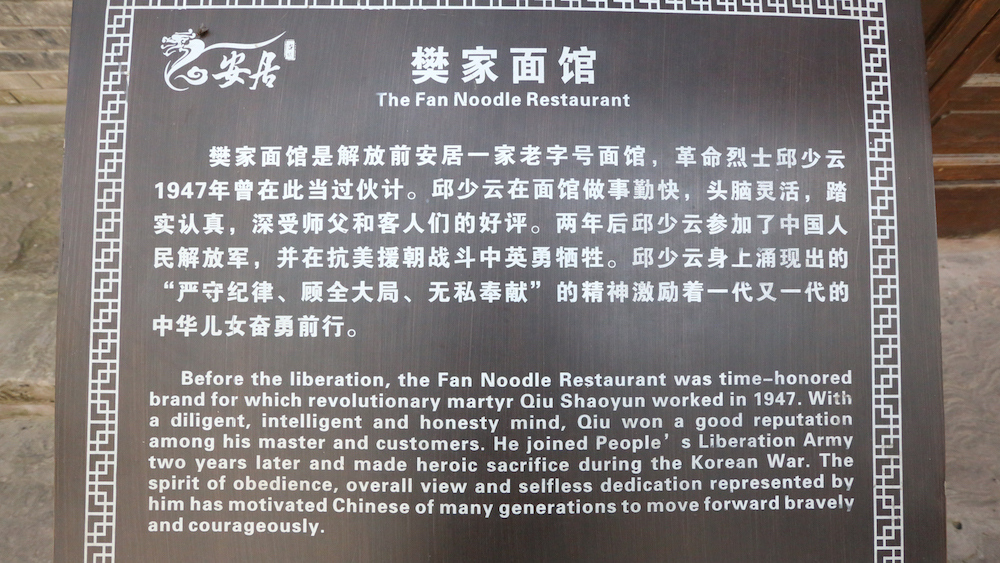 安居
樊家面馆
The Fan Noodle Restaurant
樊家面馆是解放前安居一家老字号面馆，革命烈士邱少云
1947年曾在此当过伙计。邱少云在面馆做事勤快，头脑灵活，踏
实认真，深受师父和客人们的好评。两年后邱少云参加了中国人
民解放军，并在抗美援朝战斗中英勇牺牲。邱少云身上涌现出的
“严守纪律、顾全大局、无私奉献”的精神激励着一代又一代的
中华儿女奋勇前行。
Before the liberation, the Fan Noodle Restaurant was time-honored
brand for which revolutionary martyr Qiu Shaoyun worked in 1947. With
a diligent, intelligent and honesty mind, Qiu won a good reputation
among his master and customers. He joined People's Liberation Army
two years later and made heroic sacrifice during the Korean War. The
spirit of obedience, overall view and selfless dedication represented by
him has motivated Chinese of many generations to move forward bravely
and courageously.